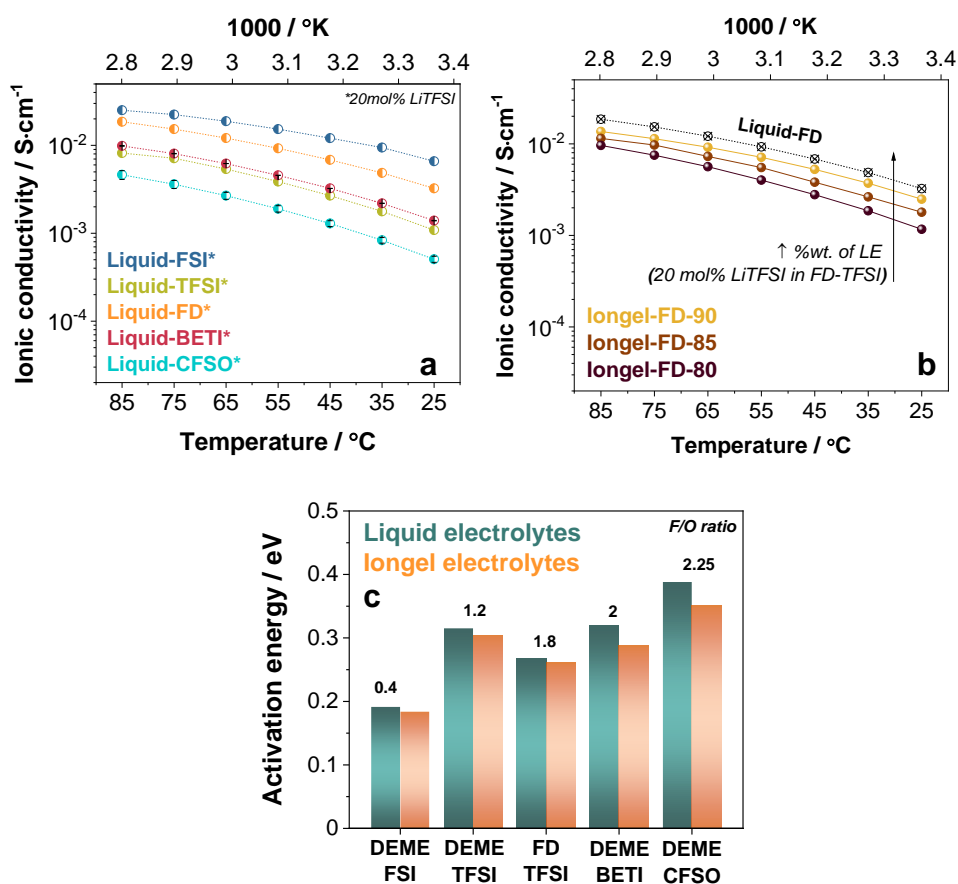 1000 / °K
2.8 2.9 3 3.1 3.2 3.3 3.4
*20mol% LiTFSI
Ionic conductivity / S·cm⁻¹
10⁻²
10⁻³
10⁻⁴
Liquid-FSI*
Liquid-TFSI*
Liquid-FD*
Liquid-BETI*
Liquid-CFSO*
a
85 75 65 55 45 35 25
Temperature / °C
1000 / °K
2.8 2.9 3 3.1 3.2 3.3 3.4
Ionic conductivity / S·cm⁻¹
10⁻²
10⁻³
10⁻⁴
Liquid-FD
↑ %wt. of LE
(20 mol% LiTFSI in FD-TFSI)
Iongel-FD-90
Iongel-FD-85
Iongel-FD-80
b
85 75 65 55 45 35 25
Temperature / °C
Activation energy / eV
0.5
0.4
0.3
0.2
0.1
0
Liquid electrolytes
Iongel electrolytes
c
F/O ratio
0.4
1.2
1.8
2
2.25
DEME
FSI
DEME
TFSI
FD
TFSI
DEME
BETI
DEME
CFSO